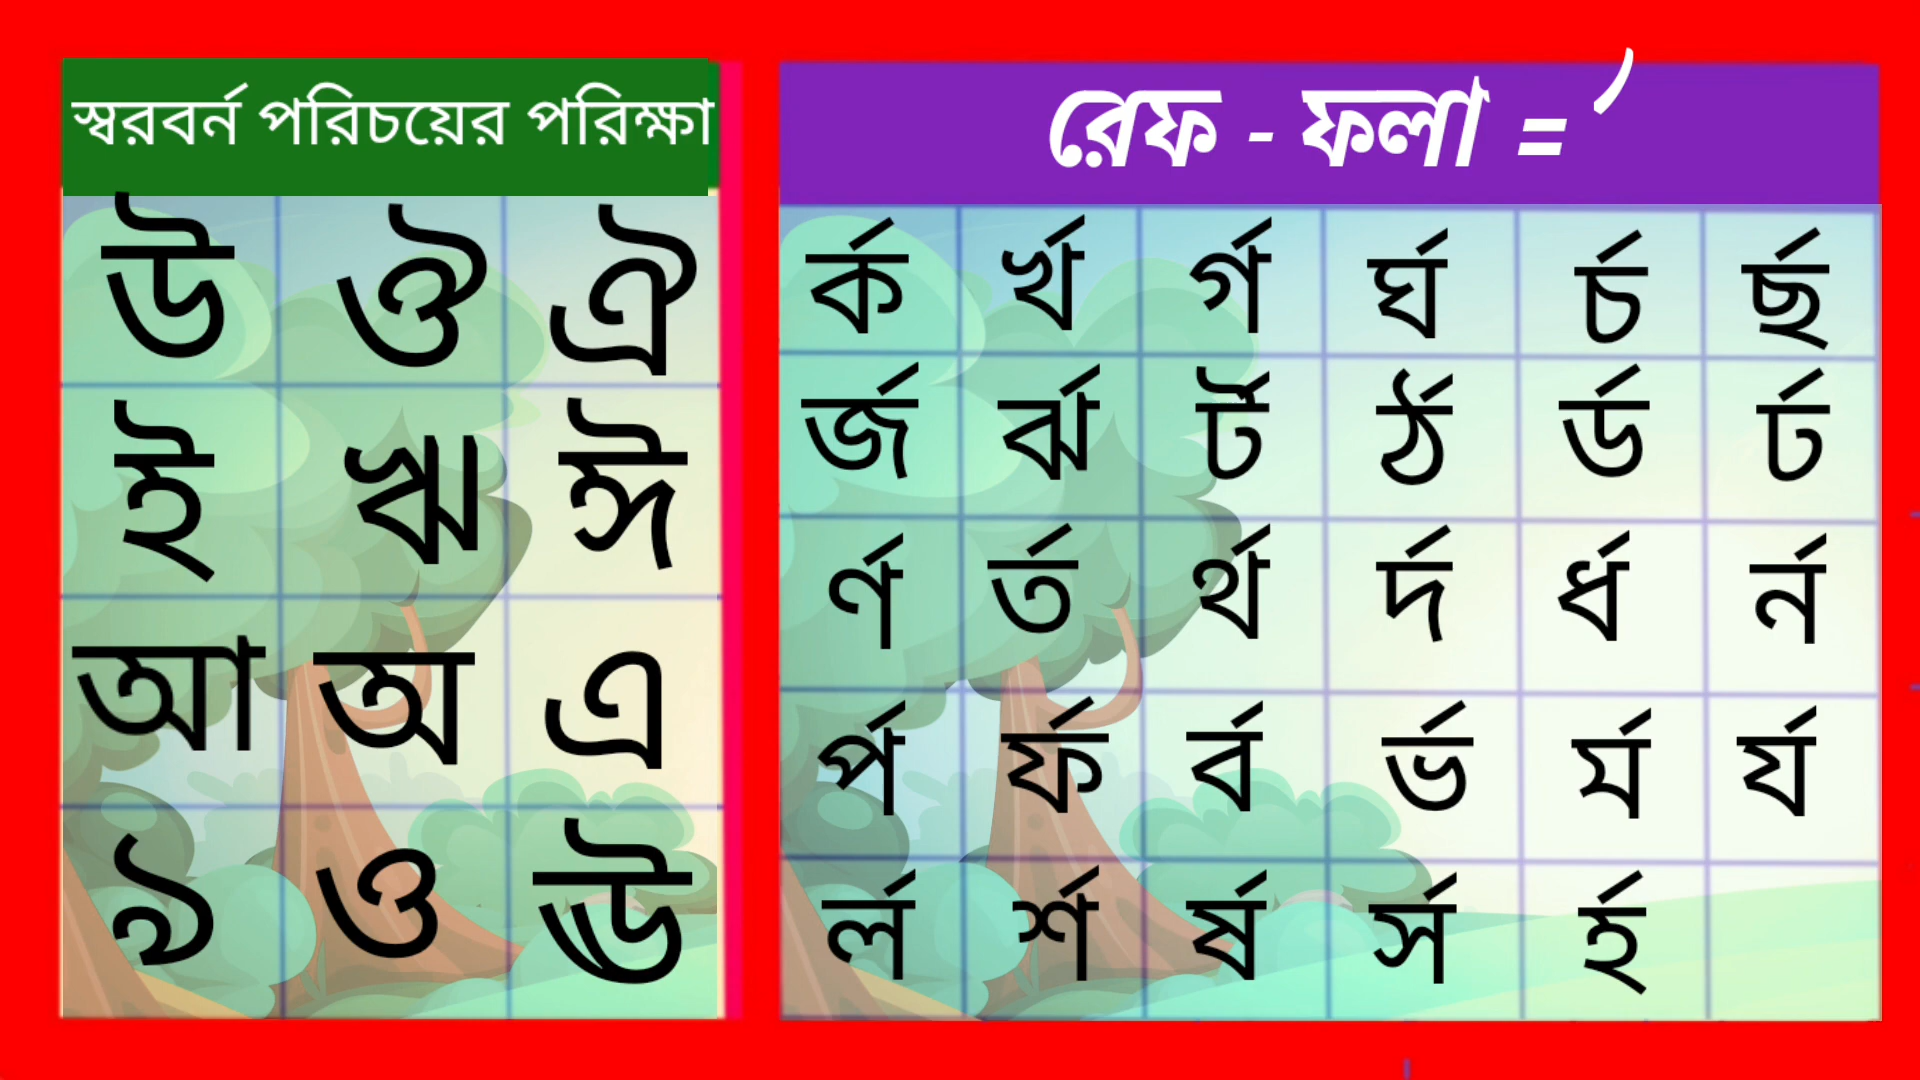 স্বরবর্ন পরিচয়ের পরিক্ষা
উ ঔ ঐ
ই ঋ ঈ
আ অ এ
ঌ ও ঊ
রেফ - ফলা = র্
র্ক র্খ র্গ র্ঘ র্চ র্ছ
র্জ র্ঝ র্ট র্ঠ র্ড র্ঢ
র্ণ র্ত র্থ র্দ র্ধ র্ন
র্প র্ফ র্ব র্ভ র্ম র্য
র্ল র্শ র্ষ র্স র্হ